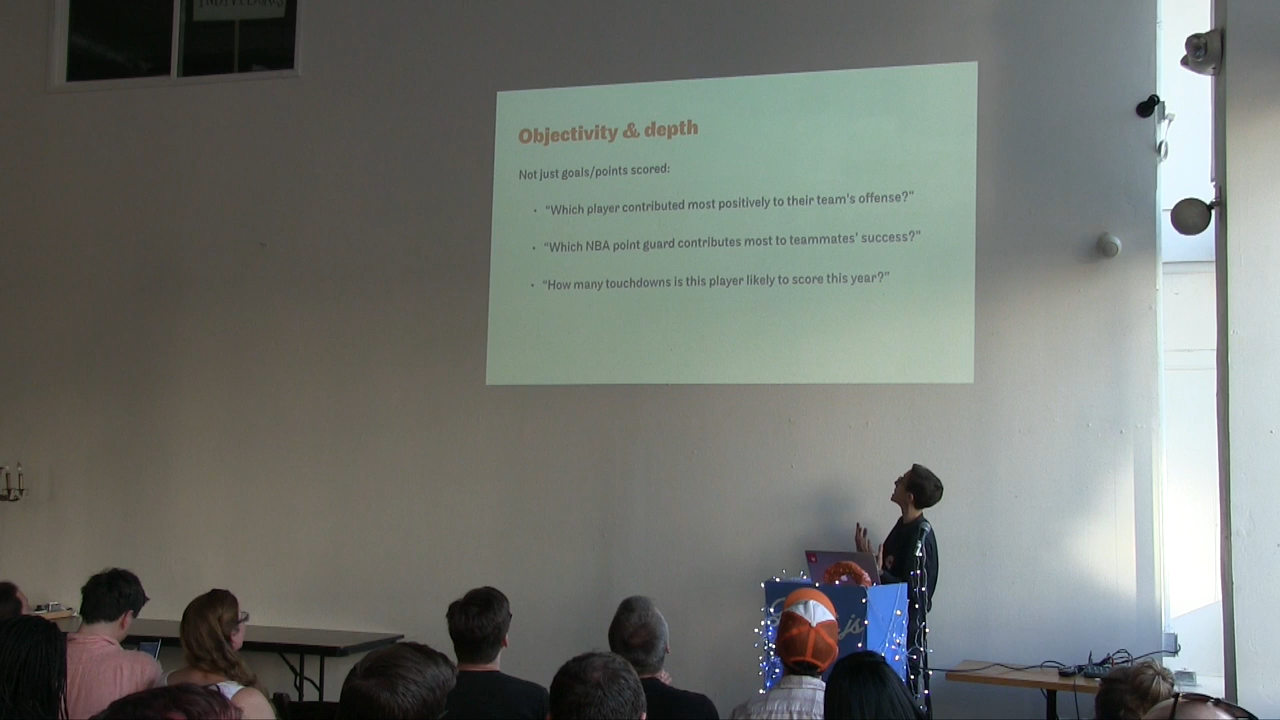 Objectivity & depth
Not just goals/points scored:
• “Which player contributed most positively to their team's offense?”
• “Which NBA point guard contributes most to teammates' success?”
• “How many touchdowns is this player likely to score this year?”